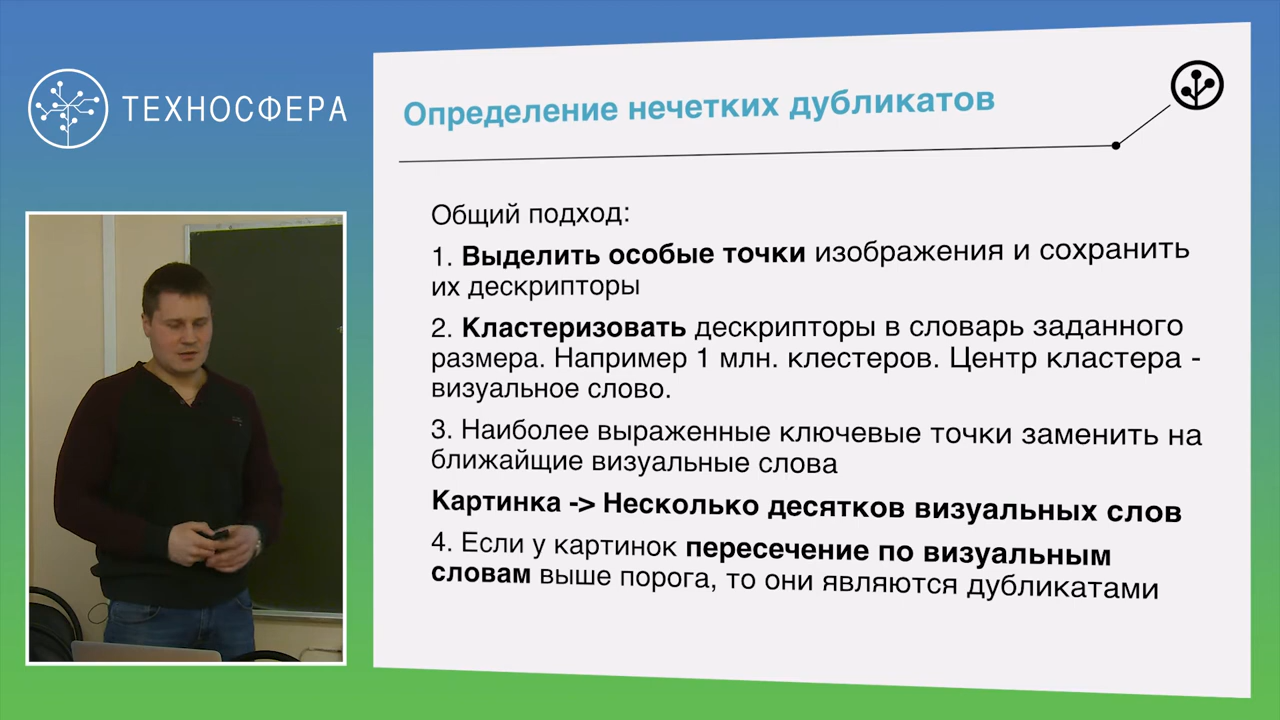 ТЕХНОСФЕРА
Определение нечетких дубликатов
Общий подход:
1. Выделить особые точки изображения и сохранить
их дескрипторы
2. Кластеризовать дескрипторы в словарь заданного
размера. Например 1 млн. клестеров. Центр кластера -
визуальное слово.
3. Наиболее выраженные ключевые точки заменить на
ближайщие визуальные слова
Картинка -> Несколько десятков визуальных слов
4. Если у картинок пересечение по визуальным
словам выше порога, то они являются дубликатами